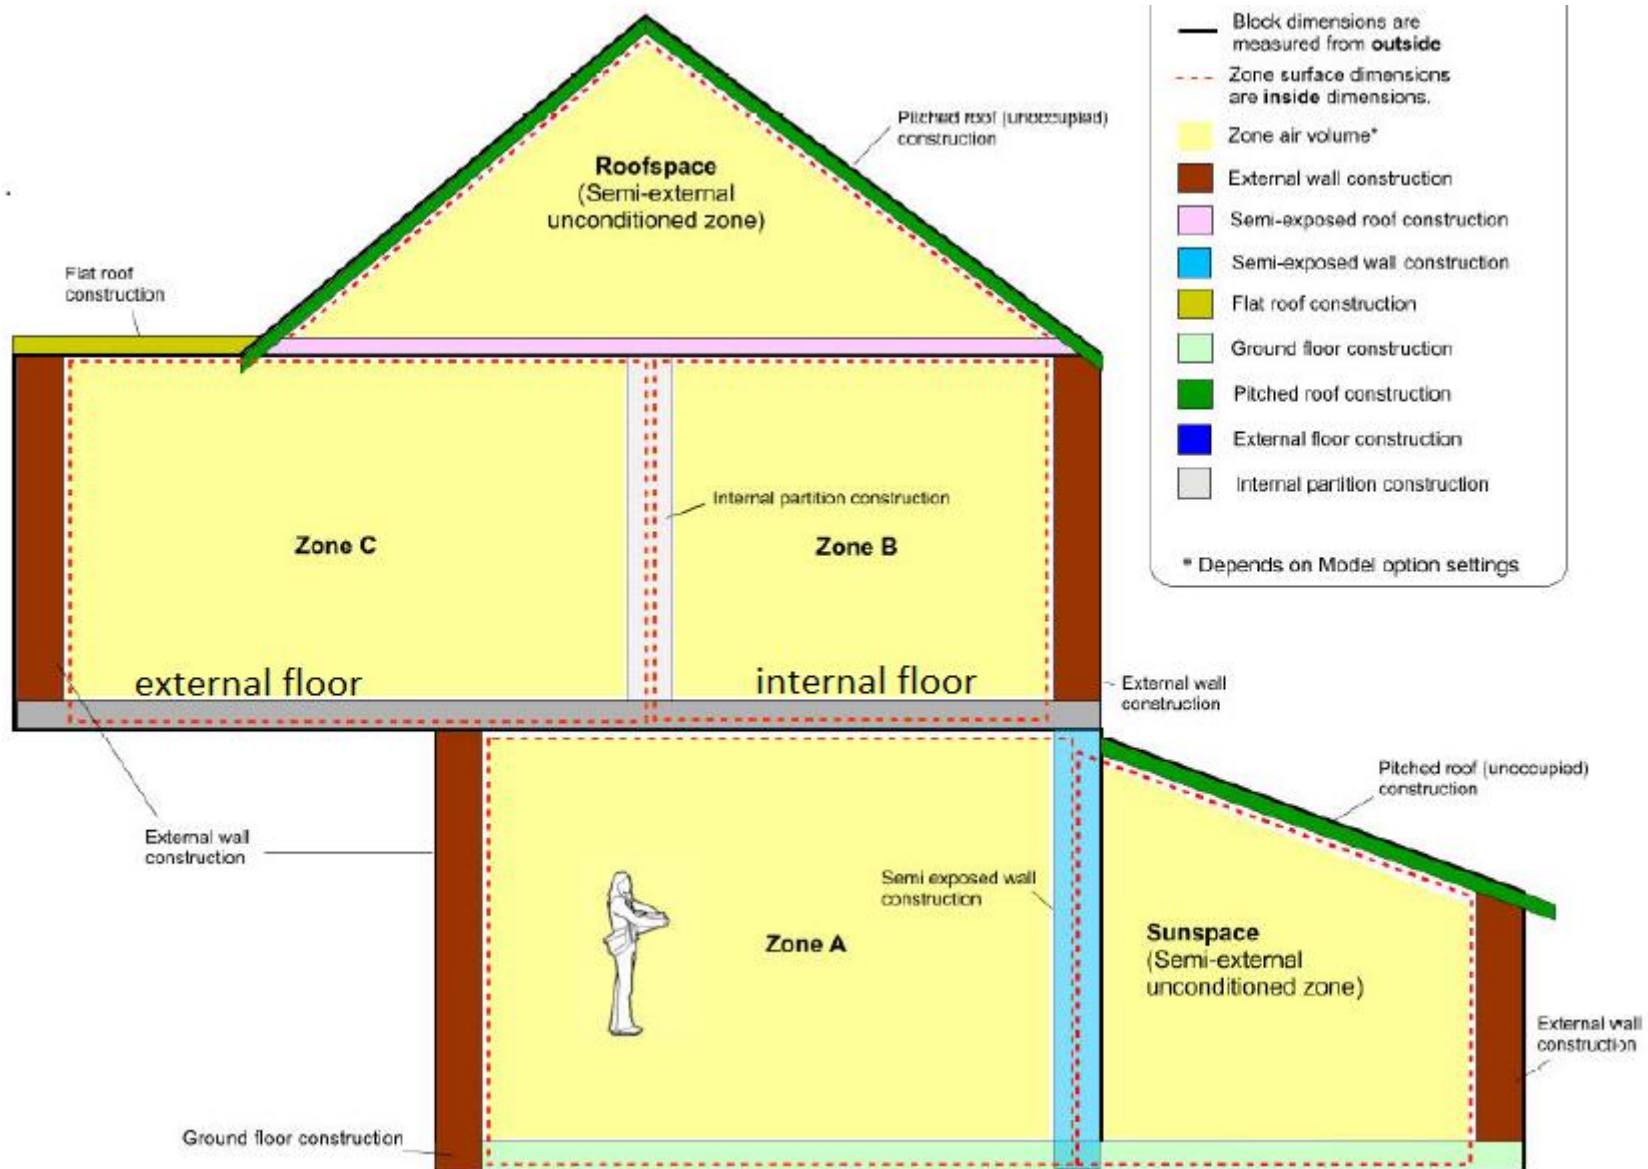 Block dimensions are
measured from outside
Zone surface dimensions
are inside dimensions.
Zone air volume*
External wall construction
Semi-exposed roof construction
Semi-exposed wall construction
Flat roof construction
Ground floor construction
Pitched roof construction
External floor construction
Internal partition construction
* Depends on Model option settings
Pitched roof (unoccupied)
construction
Roofspace
(Semi-external
unconditioned zone)
Flat roof
construction
Internal partition construction
Zone C
Zone B
external floor
internal floor
External wall
construction
Pitched roof (unoccupied)
construction
External wall
construction
Semi exposed wall
construction
Zone A
Sunspace
(Semi-external
unconditioned zone)
External wall
construction
Ground floor construction